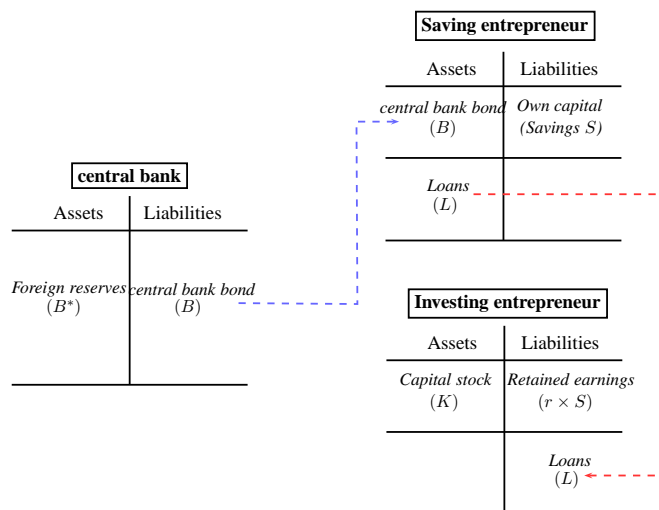 Saving entrepreneur
Assets Liabilities
central bank bond Own capital
(B) (Savings S)
Loans
(L)
central bank
Assets Liabilities
Foreign reserves central bank bond
(B*) (B)
Investing entrepreneur
Assets Liabilities
Capital stock Retained earnings
(K) (r × S)
Loans
(L)